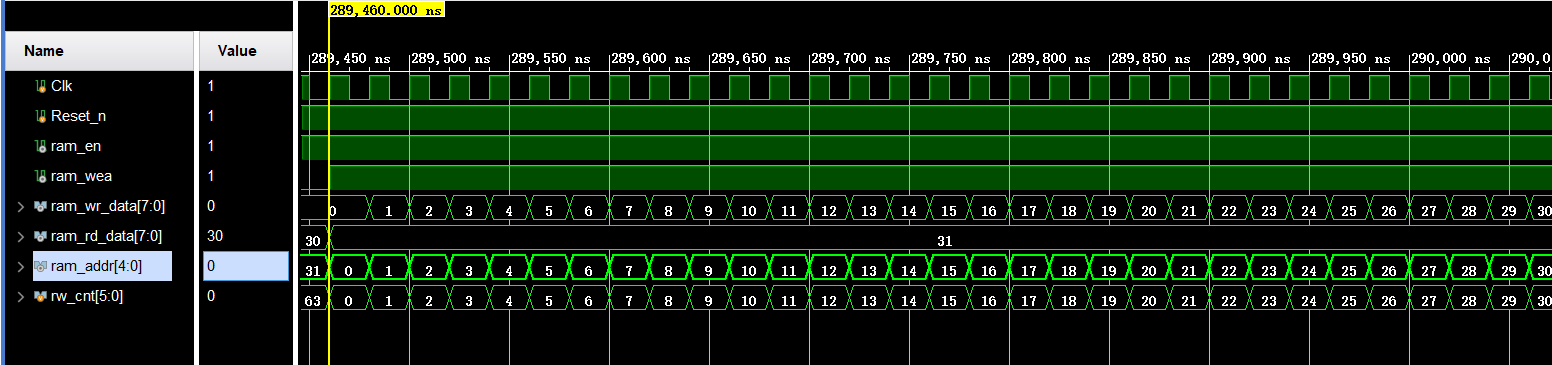 289,460.000 ns
Name Value
289,450 ns 289,500 ns 289,550 ns 289,600 ns 289,650 ns 289,700 ns 289,750 ns 289,800 ns 289,850 ns 289,900 ns 289,950 ns 290,000 ns 290,0
Clk 1
Reset_n 1
ram_en 1
ram_wea 1
ram_wr_data[7:0] 0 0 1 2 3 4 5 6 7 8 9 10 11 12 13 14 15 16 17 18 19 20 21 22 23 24 25 26 27 28 29 30
ram_rd_data[7:0] 30 30 31
ram_addr[4:0] 0 31 0 1 2 3 4 5 6 7 8 9 10 11 12 13 14 15 16 17 18 19 20 21 22 23 24 25 26 27 28 29 30
rw_cnt[5:0] 0 63 0 1 2 3 4 5 6 7 8 9 10 11 12 13 14 15 16 17 18 19 20 21 22 23 24 25 26 27 28 29 30